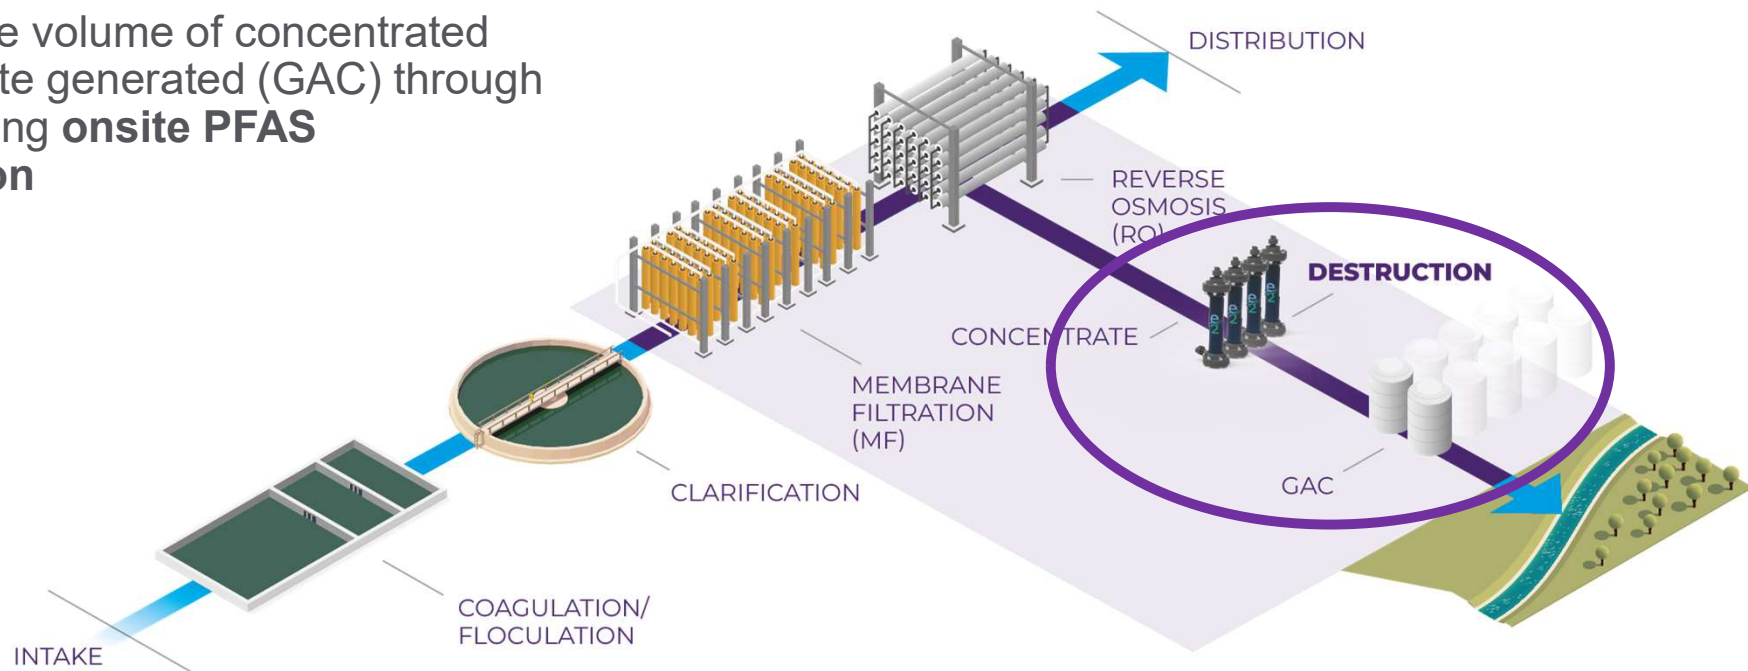 e volume of concentrated
te generated (GAC) through
ng onsite PFAS
on
DISTRIBUTION
REVERSE
OSMOSIS
(RO)
DESTRUCTION
CONCENTRATE
MEMBRANE
FILTRATION
(MF)
GAC
CLARIFICATION
COAGULATION/
FLOCULATION
INTAKE